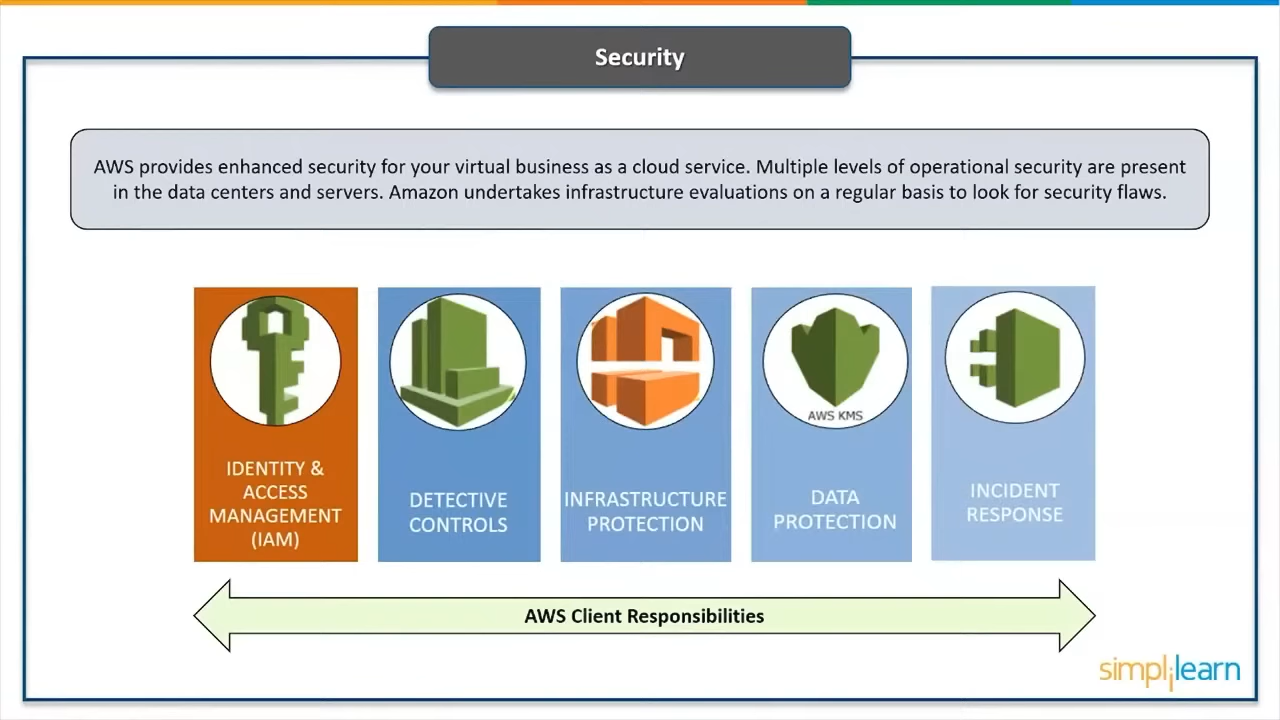 Security
AWS provides enhanced security for your virtual business as a cloud service. Multiple levels of operational security are present
in the data centers and servers. Amazon undertakes infrastructure evaluations on a regular basis to look for security flaws.
IDENTITY &
ACCESS
MANAGEMENT
(IAM)
DETECTIVE
CONTROLS
INFRASTRUCTURE
PROTECTION
AWS KMS
DATA
PROTECTION
INCIDENT
RESPONSE
AWS Client Responsibilities
simplilearn